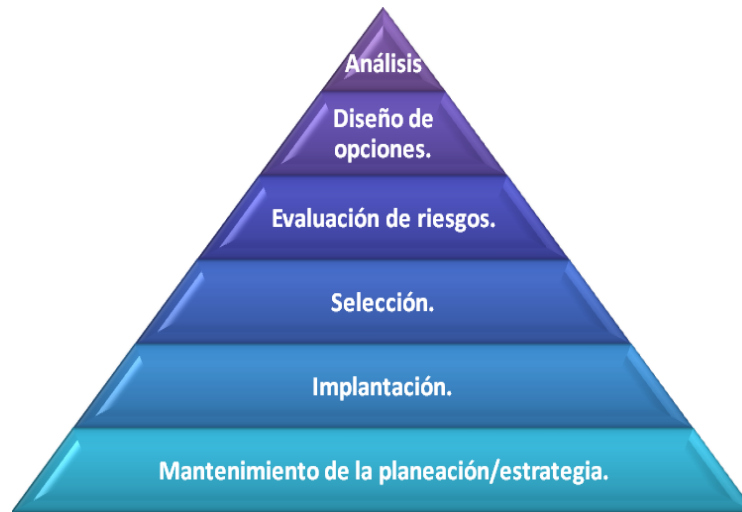 Análisis
Diseño de
opciones.
Evaluación de riesgos.
Selección.
Implantación.
Mantenimiento de la planeación/estrategia.